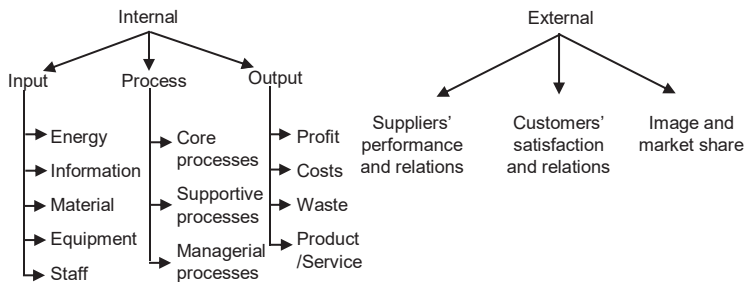 Internal
Input
Process
Output
Energy
Information
Material
Equipment
Staff
Core
processes
Supportive
processes
Managerial
processes
Profit
Costs
Waste
Product
/Service
External
Suppliers'
performance
and relations
Customers'
satisfaction
and relations
Image and
market share